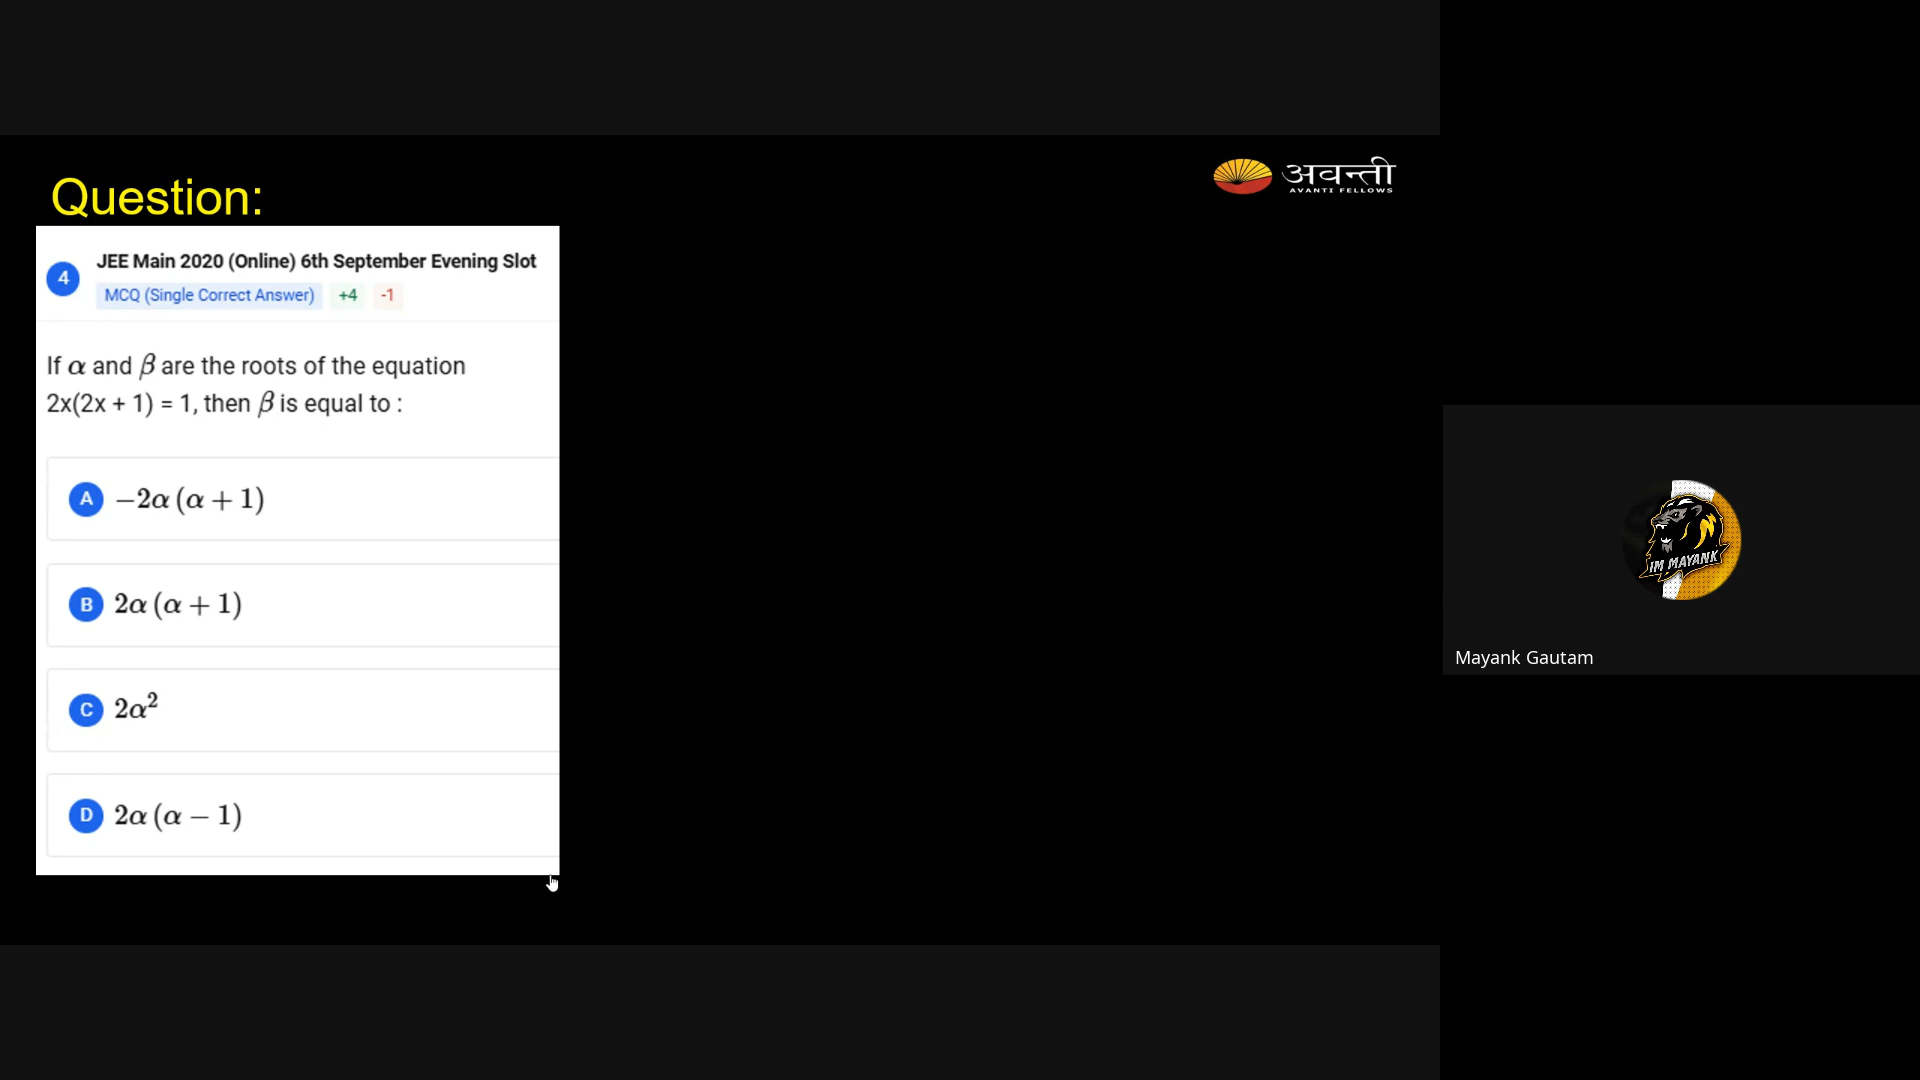 Question:
अवन्ती
AVANTI FELLOWS
4
JEE Main 2020 (Online) 6th September Evening Slot
MCQ (Single Correct Answer) +4 -1
If α and β are the roots of the equation
2x(2x + 1) = 1, then β is equal to :
A −2α (α + 1)
B 2α (α + 1)
C 2α²
D 2α (α − 1)
IM MAYANK
Mayank Gautam